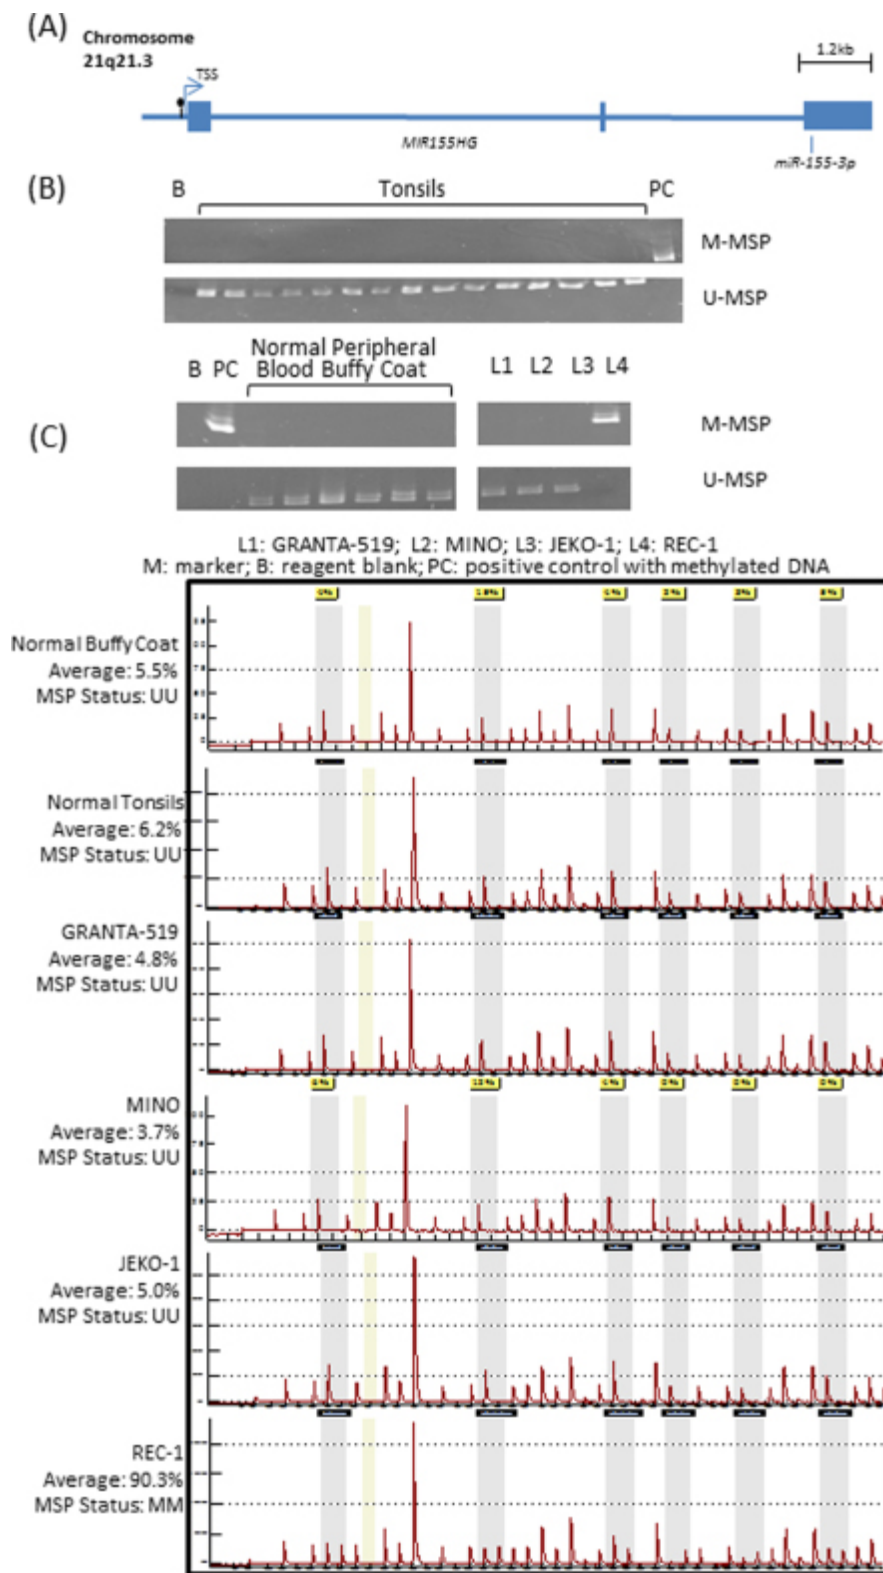 (A)
Chromosome
21q21.3
TSS
1.2kb
MIR155HG
miR-155-3p
(B)
B Tonsils PC
M-MSP
U-MSP
Normal Peripheral
Blood Buffy Coat
B PC L1 L2 L3 L4
(C)
M-MSP
U-MSP
L1: GRANTA-519; L2: MINO; L3: JEKO-1; L4: REC-1
M: marker; B: reagent blank; PC: positive control with methylated DNA
Normal Buffy Coat
Average: 5.5%
MSP Status: UU
Normal Tonsils
Average: 6.2%
MSP Status: UU
GRANTA-519
Average: 4.8%
MSP Status: UU
MINO
Average: 3.7%
MSP Status: UU
JEKO-1
Average: 5.0%
MSP Status: UU
REC-1
Average: 90.3%
MSP Status: MM